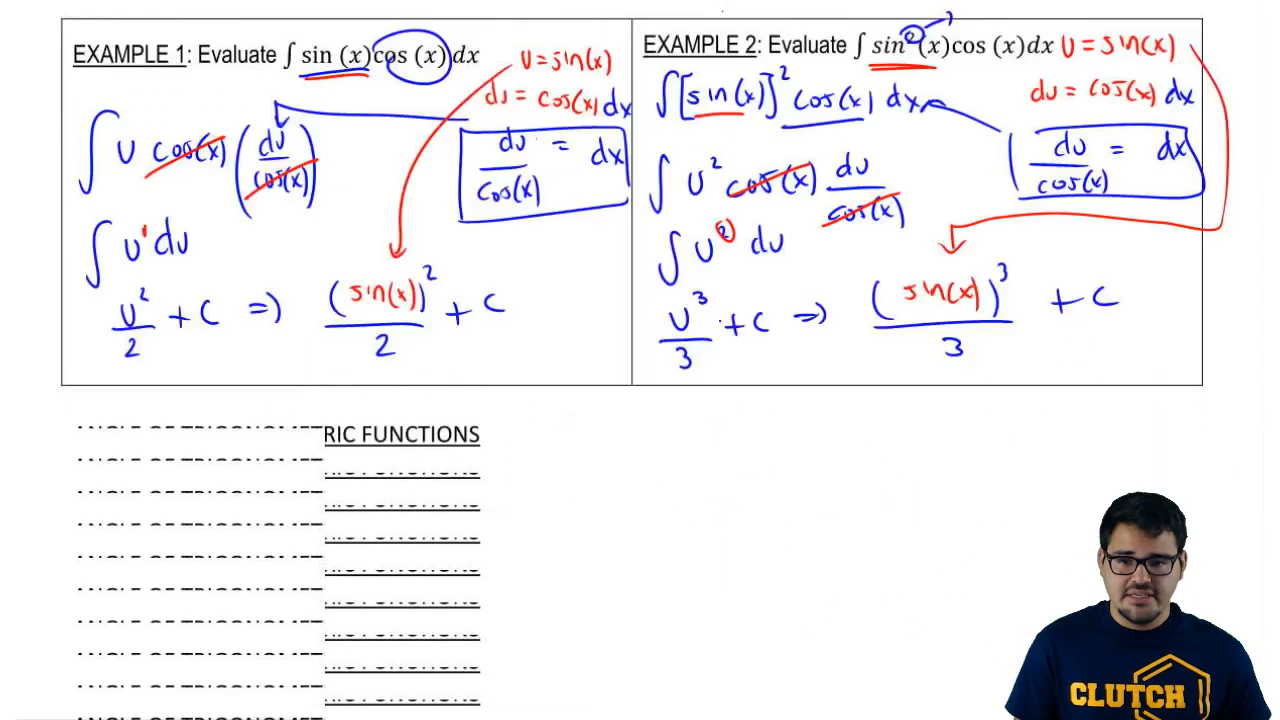 EXAMPLE 1: Evaluate ∫ sin (x)cos (x) dx
U = sin(x)
du = cos(x) dx
du/cos(x) = dx
∫ U cos(x) (du/cos(x))
∫ U¹ du
U²/2 + C ⇒ (sin(x))²/2 + C
EXAMPLE 2: Evaluate ∫ sin²(x)cos (x)dx
U = sin(x)
du = cos(x) dx
∫ [sin(x)]² cos(x) dx
du/cos(x) = dx
∫ U² cos(x) du/cos(x)
∫ U² du
U³/3 + C ⇒ (sin(x))³/3 + C
RIC FUNCTIONS
CLUTCH